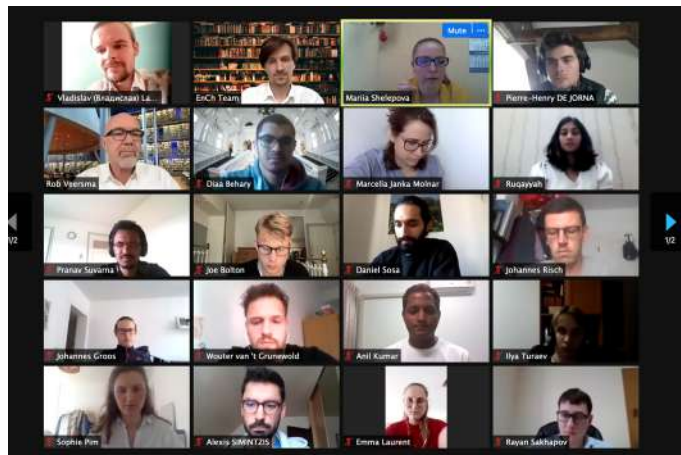 Mute
Vladislav (Владислав) La...
EnCh Team
Mariia Shelepova
Pierre-Henry DE JORNA
Rob Veersma
Diaa Behary
Marcella Janka Molnar
Ruqayyah
Pranav Suvarna
Joe Bolton
Daniel Sosa
Johannes Risch
Johannes Groos
Wouter van 't Grunewold
Anil Kumar
Ilya Turaev
Sophie Pim
Alexis SIMINTZIS
Emma Laurent
Rayan Sakhapov
1/2
1/2